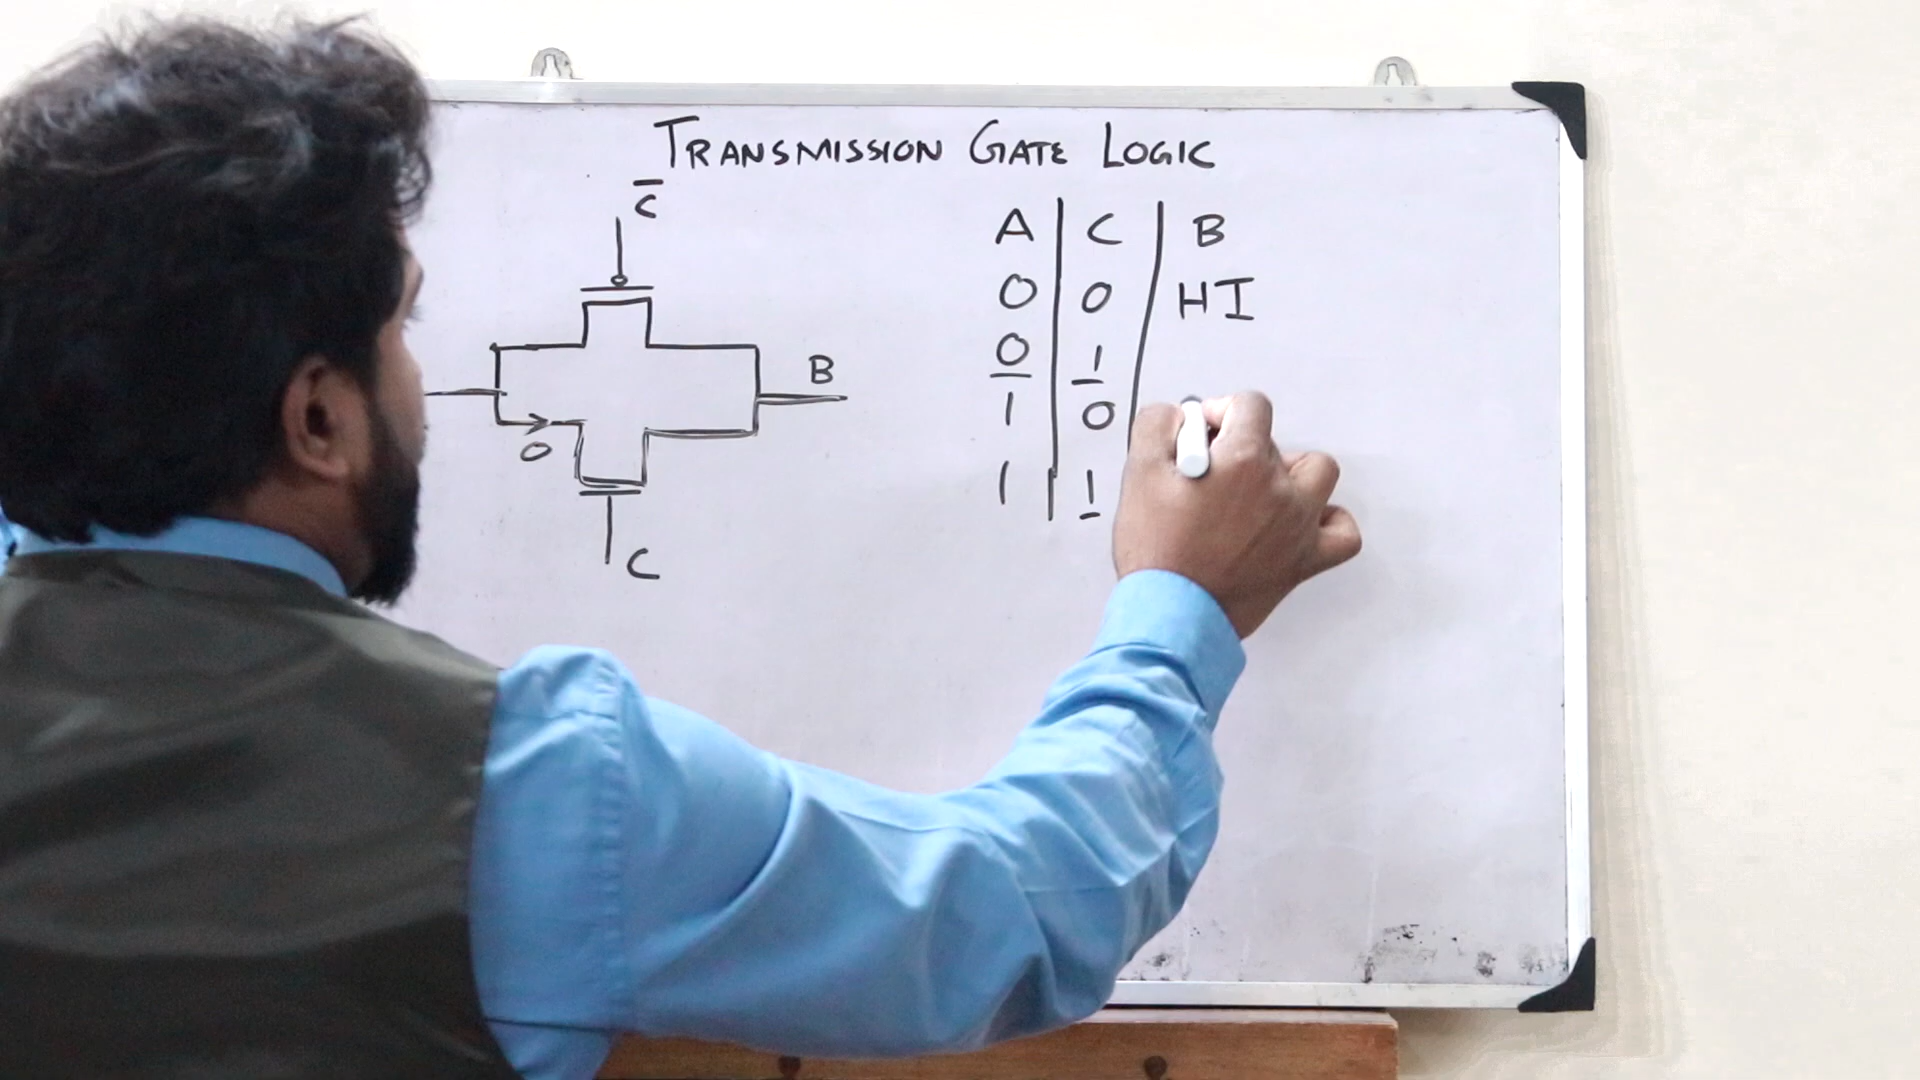 TRANSMISSION GATE LOGIC
C̅
A C B
0 0 HI
0 1
1 0
1 1
B
0
C